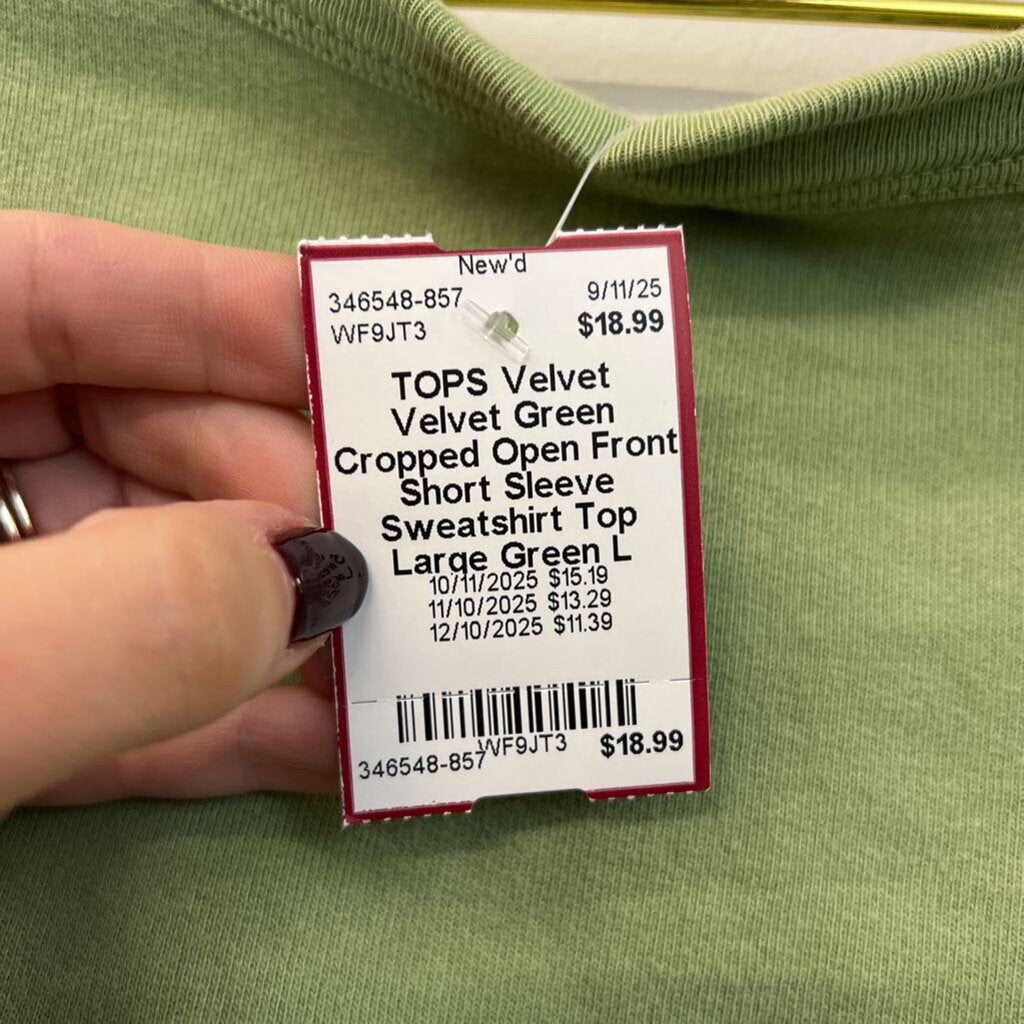 New'd
346548-857 9/11/25
WF9JT3 $18.99
TOPS Velvet
Velvet Green
Cropped Open Front
Short Sleeve
Sweatshirt Top
Large Green L
10/11/2025 $15.19
11/10/2025 $13.29
12/10/2025 $11.39
346548-857 WF9JT3 $18.99